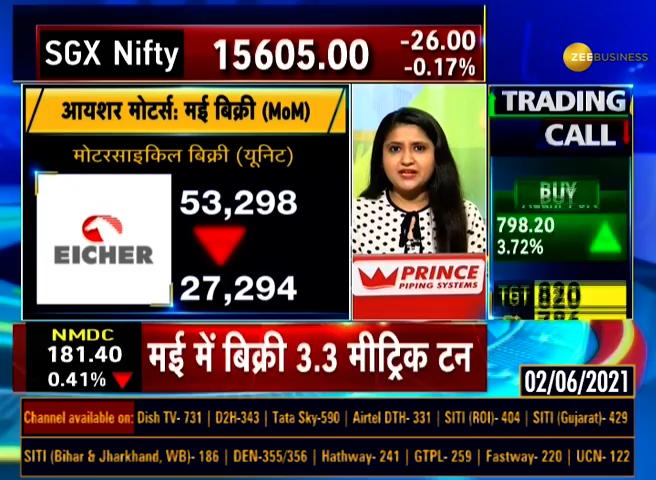 SGX Nifty 15605.00 -26.00
-0.17%
ZEEBUSINESS
आयशर मोटर्स: मई बिक्री (MoM)
मोटरसाइकिल बिक्री (यूनिट)
53,298
EICHER
27,294
PRINCE
PIPING SYSTEMS
TRADING
CALL
BUY
798.20
3.72%
TGT 820
NMDC
181.40
0.41%
मई में बिक्री 3.3 मीट्रिक टन
02/06/2021
Channel available on: Dish TV- 731 | D2H-343 | Tata Sky-590 | Airtel DTH- 331 | SITI (ROI)- 404 | SITI (Gujarat)- 429
SITI (Bihar & Jharkhand, WB)- 186 | DEN-355/356 | Hathway- 241 | GTPL- 259 | Fastway- 220 | UCN- 122